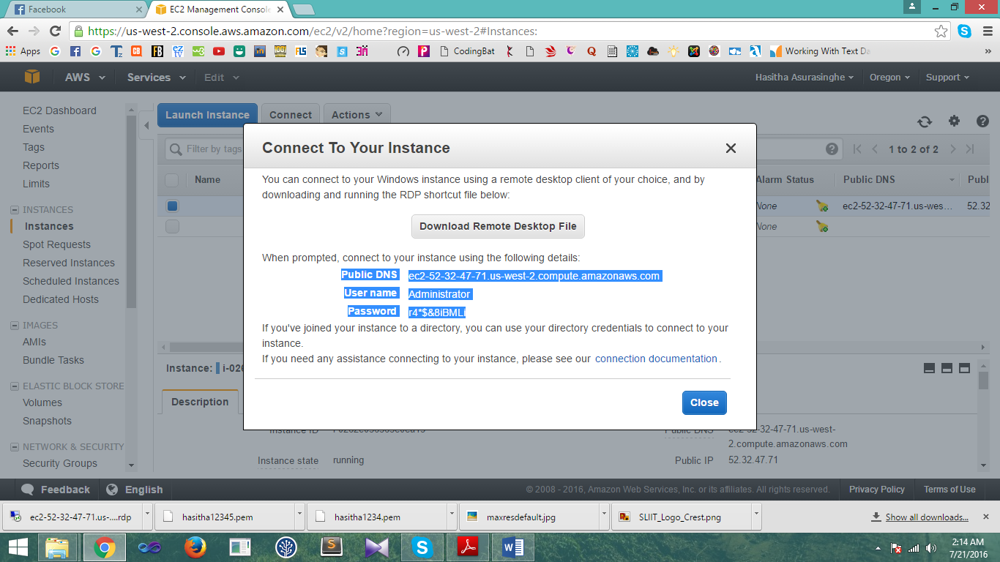 Facebook
EC2 Management Console
https://us-west-2.console.aws.amazon.com/ec2/v2/home?region=us-west-2#Instances:
Apps
CodingBat
Working With Text Da
AWS Services Edit Hasitha Asurasinghe Oregon Support
EC2 Dashboard
Events
Tags
Reports
Limits
INSTANCES
Instances
Spot Requests
Reserved Instances
Scheduled Instances
Dedicated Hosts
IMAGES
AMIs
Bundle Tasks
ELASTIC BLOCK STORE
Volumes
Snapshots
NETWORK & SECURITY
Security Groups
Launch Instance Connect Actions
Filter by tags
1 to 2 of 2
Name Alarm Status Public DNS Publ
None ec2-52-32-47-71.us-wes... 52.32
None
Connect To Your Instance
You can connect to your Windows instance using a remote desktop client of your choice, and by
downloading and running the RDP shortcut file below:
Download Remote Desktop File
When prompted, connect to your instance using the following details:
Public DNS ec2-52-32-47-71.us-west-2.compute.amazonaws.com
User name Administrator
Password r4*$&8iBMLi
If you've joined your instance to a directory, you can use your directory credentials to connect to your
instance.
If you need any assistance connecting to your instance, please see our connection documentation.
Close
Instance: i-026
Description
Instance ID
Public DNS ec2-52-32-47-71.us-west-
2.compute.amazonaws.com
Instance state running
Public IP 52.32.47.71
Feedback English © 2008 - 2016, Amazon Web Services, Inc. or its affiliates. All rights reserved. Privacy Policy Terms of Use
ec2-52-32-47-71.us-....rdp hasitha12345.pem hasitha1234.pem maxresdefault.jpg SLIIT_Logo_Crest.png Show all downloads...
2:14 AM
7/21/2016